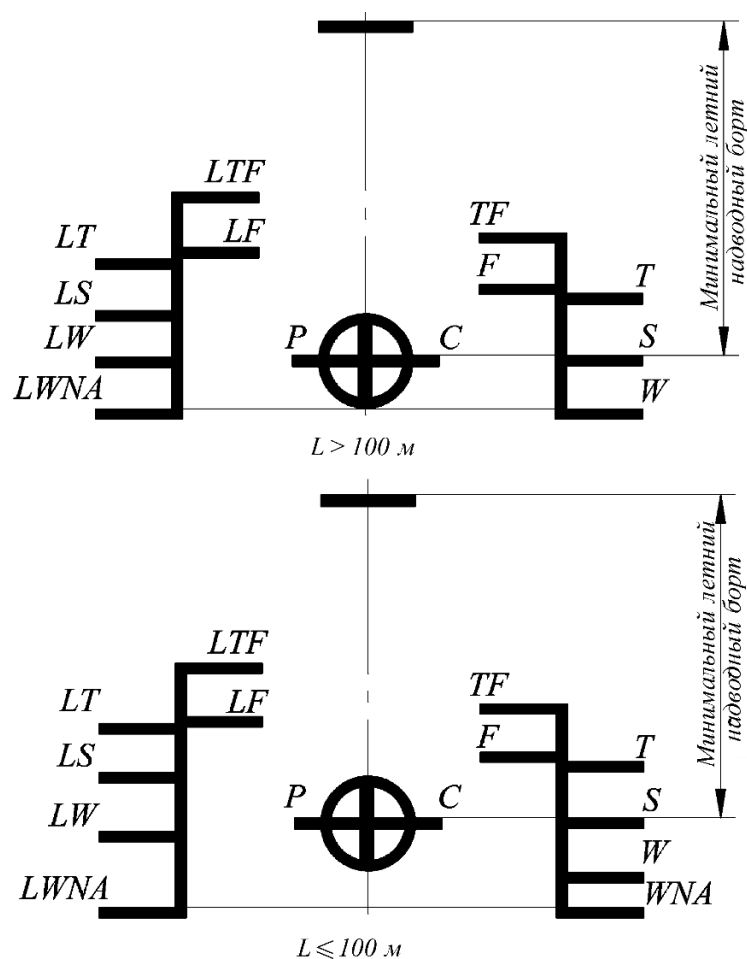 LTF
LF
LT
LS
LW
LWNA
P
C
TF
F
T
S
W
Минимальный летний
надводный борт
L > 100 м
LTF
LF
LT
LS
LW
LWNA
P
C
TF
F
T
S
W
WNA
Минимальный летний
надводный борт
L ⩽ 100 м